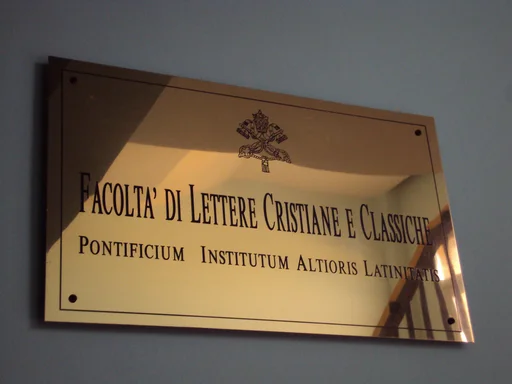 FACOLTA' DI LETTERE CRISTIANE E CLASSICHE
PONTIFICIUM INSTITUTUM ALTIORIS LATINITATIS